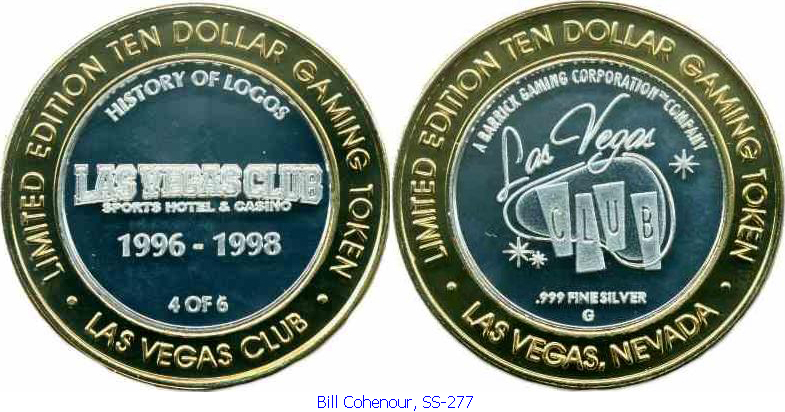 LIMITED EDITION TEN DOLLAR GAMING TOKEN
HISTORY OF LOGOS
LAS VEGAS CLUB
SPORTS HOTEL & CASINO
1996 - 1998
4 OF 6
• LAS VEGAS CLUB •
LIMITED EDITION TEN DOLLAR GAMING TOKEN
A BARRICK GAMING CORPORATION™ COMPANY
Las Vegas
CLUB
.999 FINE SILVER
G
• LAS VEGAS, NEVADA •
Bill Cohenour, SS-277